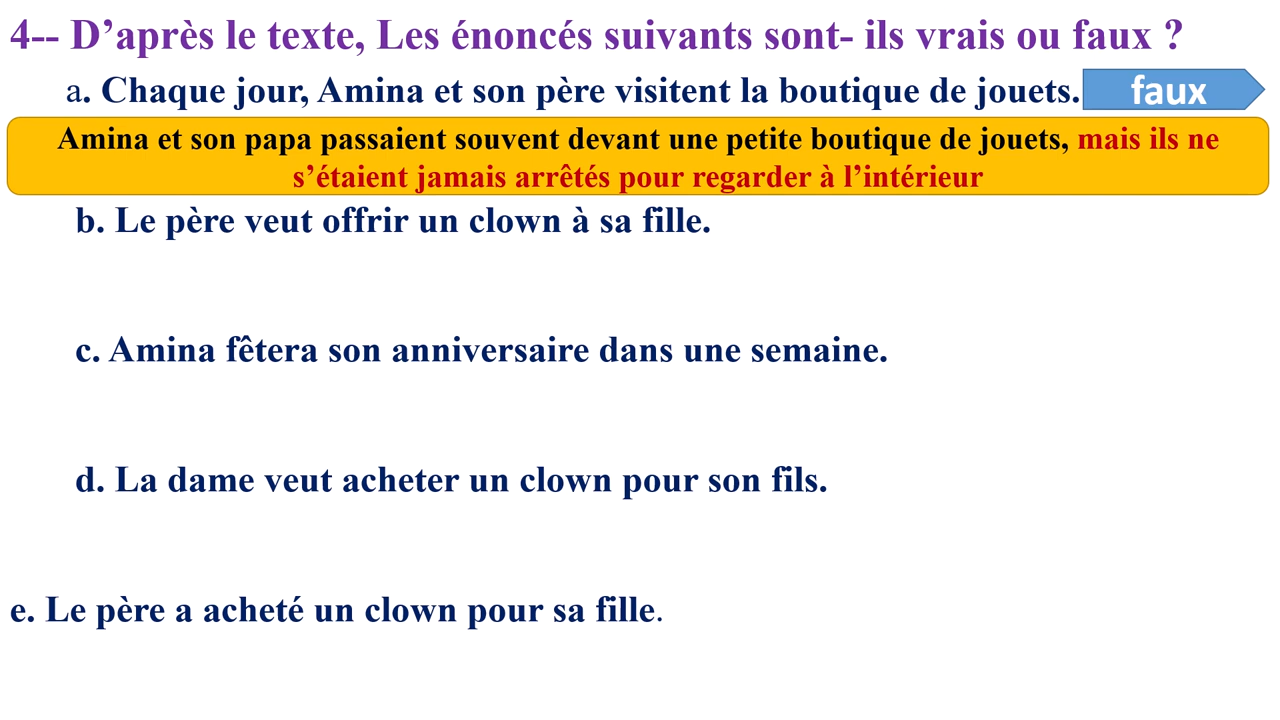 4-- D’après le texte, Les énoncés suivants sont- ils vrais ou faux ?
a. Chaque jour, Amina et son père visitent la boutique de jouets. faux
Amina et son papa passaient souvent devant une petite boutique de jouets, mais ils ne
s’étaient jamais arrêtés pour regarder à l’intérieur
b. Le père veut offrir un clown à sa fille.
c. Amina fêtera son anniversaire dans une semaine.
d. La dame veut acheter un clown pour son fils.
e. Le père a acheté un clown pour sa fille.